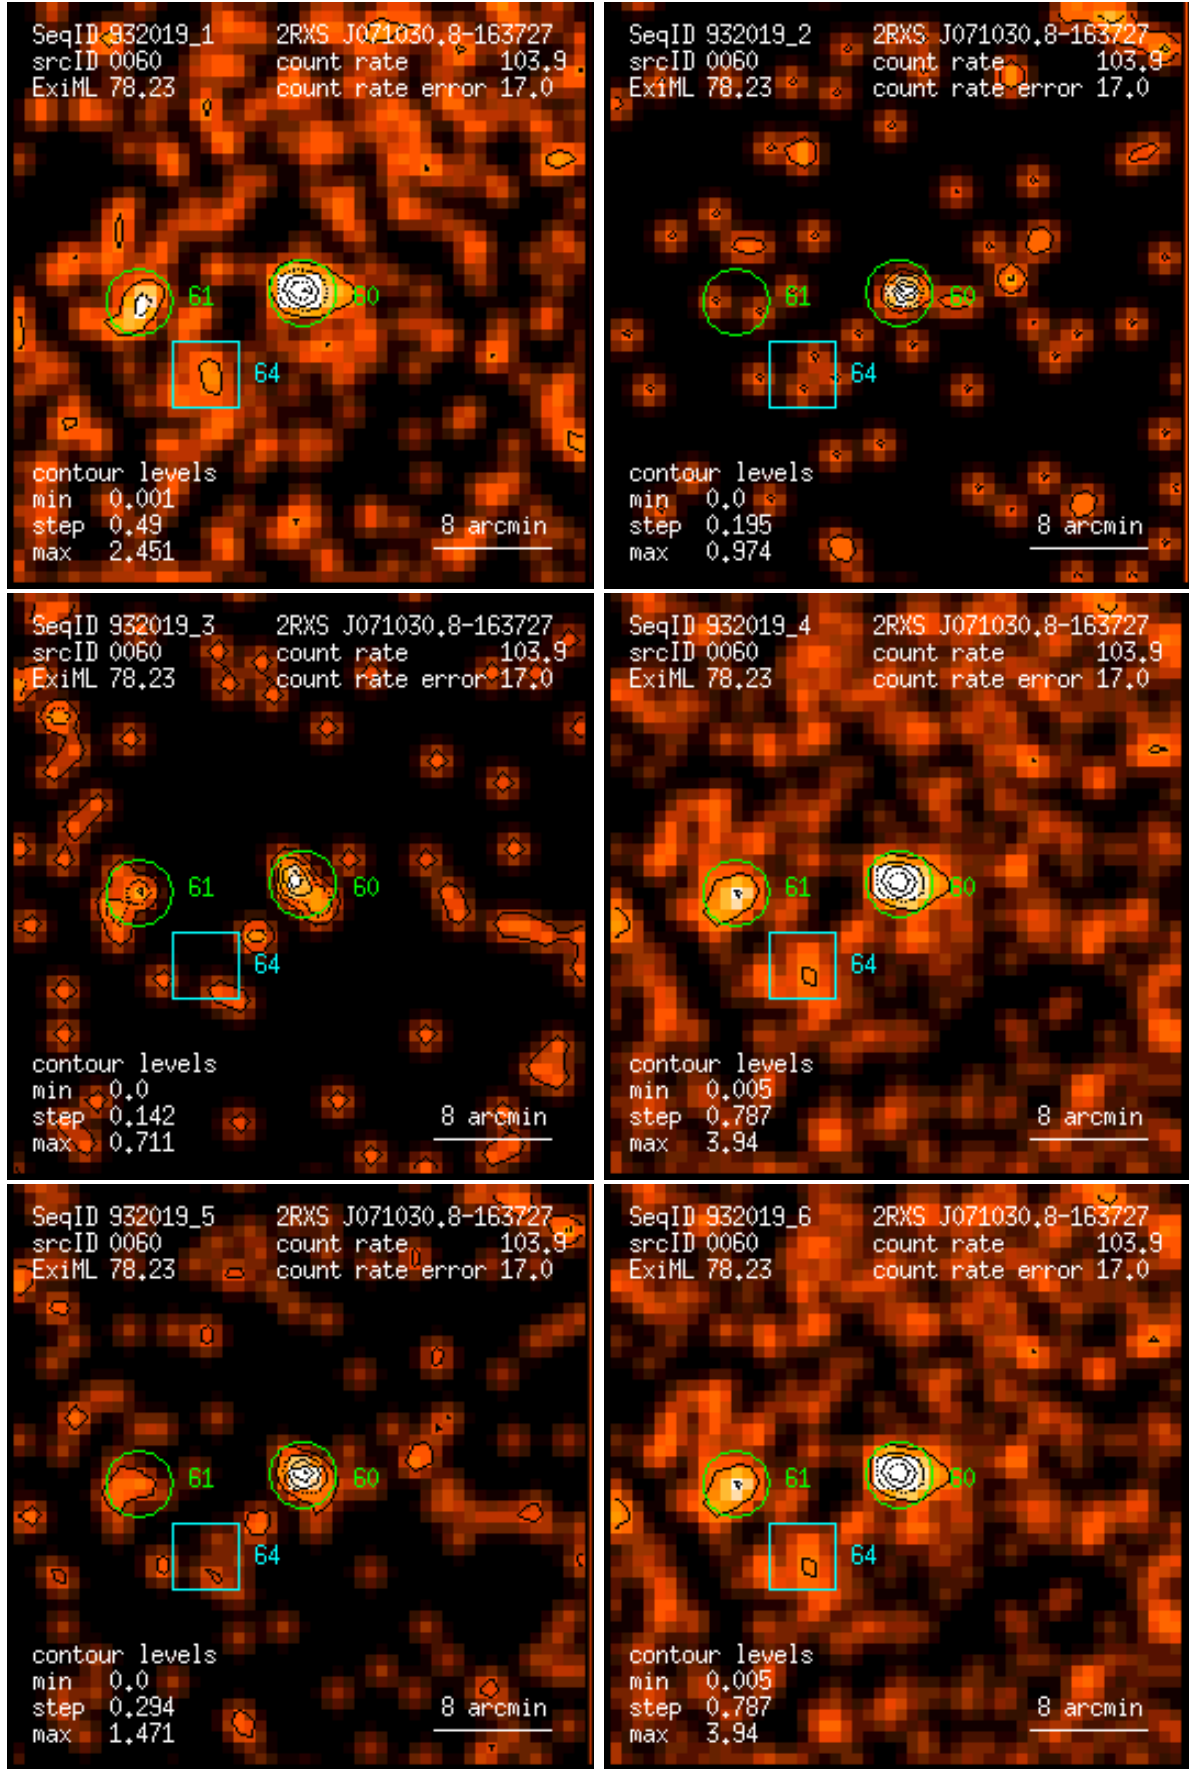 SeqID 932019_1 2RXS J071030.8-163727
srcID 0060 count rate 103.9
ExiML 78.23 count rate error 17.0
61
60
64
contour levels
min 0.001
step 0.49
max 2.451
8 arcmin
SeqID 932019_2 2RXS J071030.8-163727
srcID 0060 count rate 103.9
ExiML 78.23 count rate error 17.0
61
60
64
contour levels
min 0.0
step 0.195
max 0.974
8 arcmin
SeqID 932019_3 2RXS J071030.8-163727
srcID 0060 count rate 103.9
ExiML 78.23 count rate error 17.0
61
60
64
contour levels
min 0.0
step 0.142
max 0.711
8 arcmin
SeqID 932019_4 2RXS J071030.8-163727
srcID 0060 count rate 103.9
ExiML 78.23 count rate error 17.0
61
60
64
contour levels
min 0.005
step 0.787
max 3.94
8 arcmin
SeqID 932019_5 2RXS J071030.8-163727
srcID 0060 count rate 103.9
ExiML 78.23 count rate error 17.0
61
60
64
contour levels
min 0.0
step 0.294
max 1.471
8 arcmin
SeqID 932019_6 2RXS J071030.8-163727
srcID 0060 count rate 103.9
ExiML 78.23 count rate error 17.0
61
60
64
contour levels
min 0.005
step 0.787
max 3.94
8 arcmin